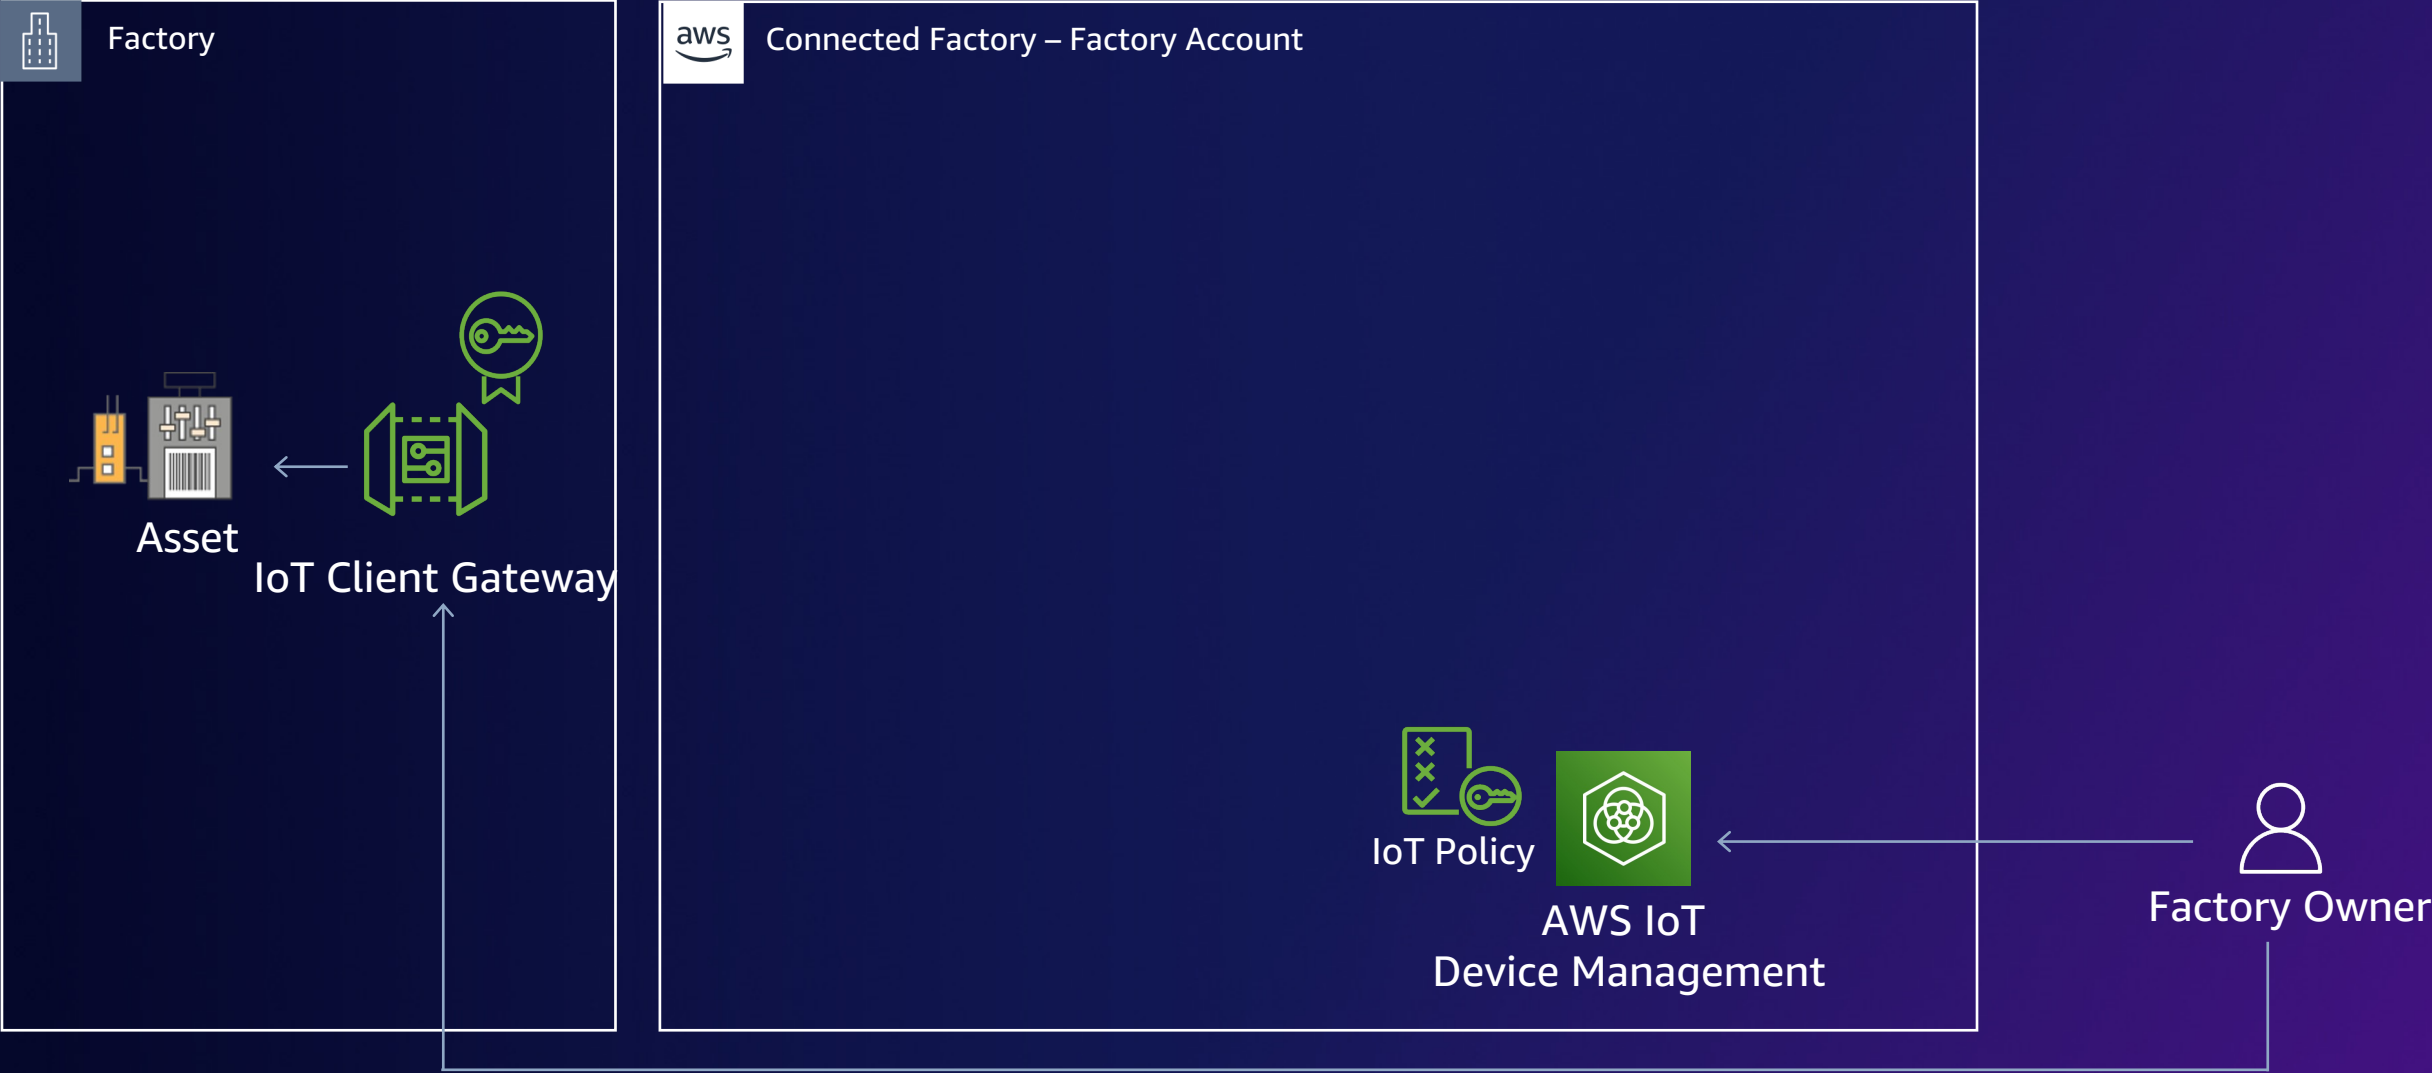 Factory
aws
Connected Factory – Factory Account
Asset
IoT Client Gateway
IoT Policy
AWS IoT
Device Management
Factory Owner